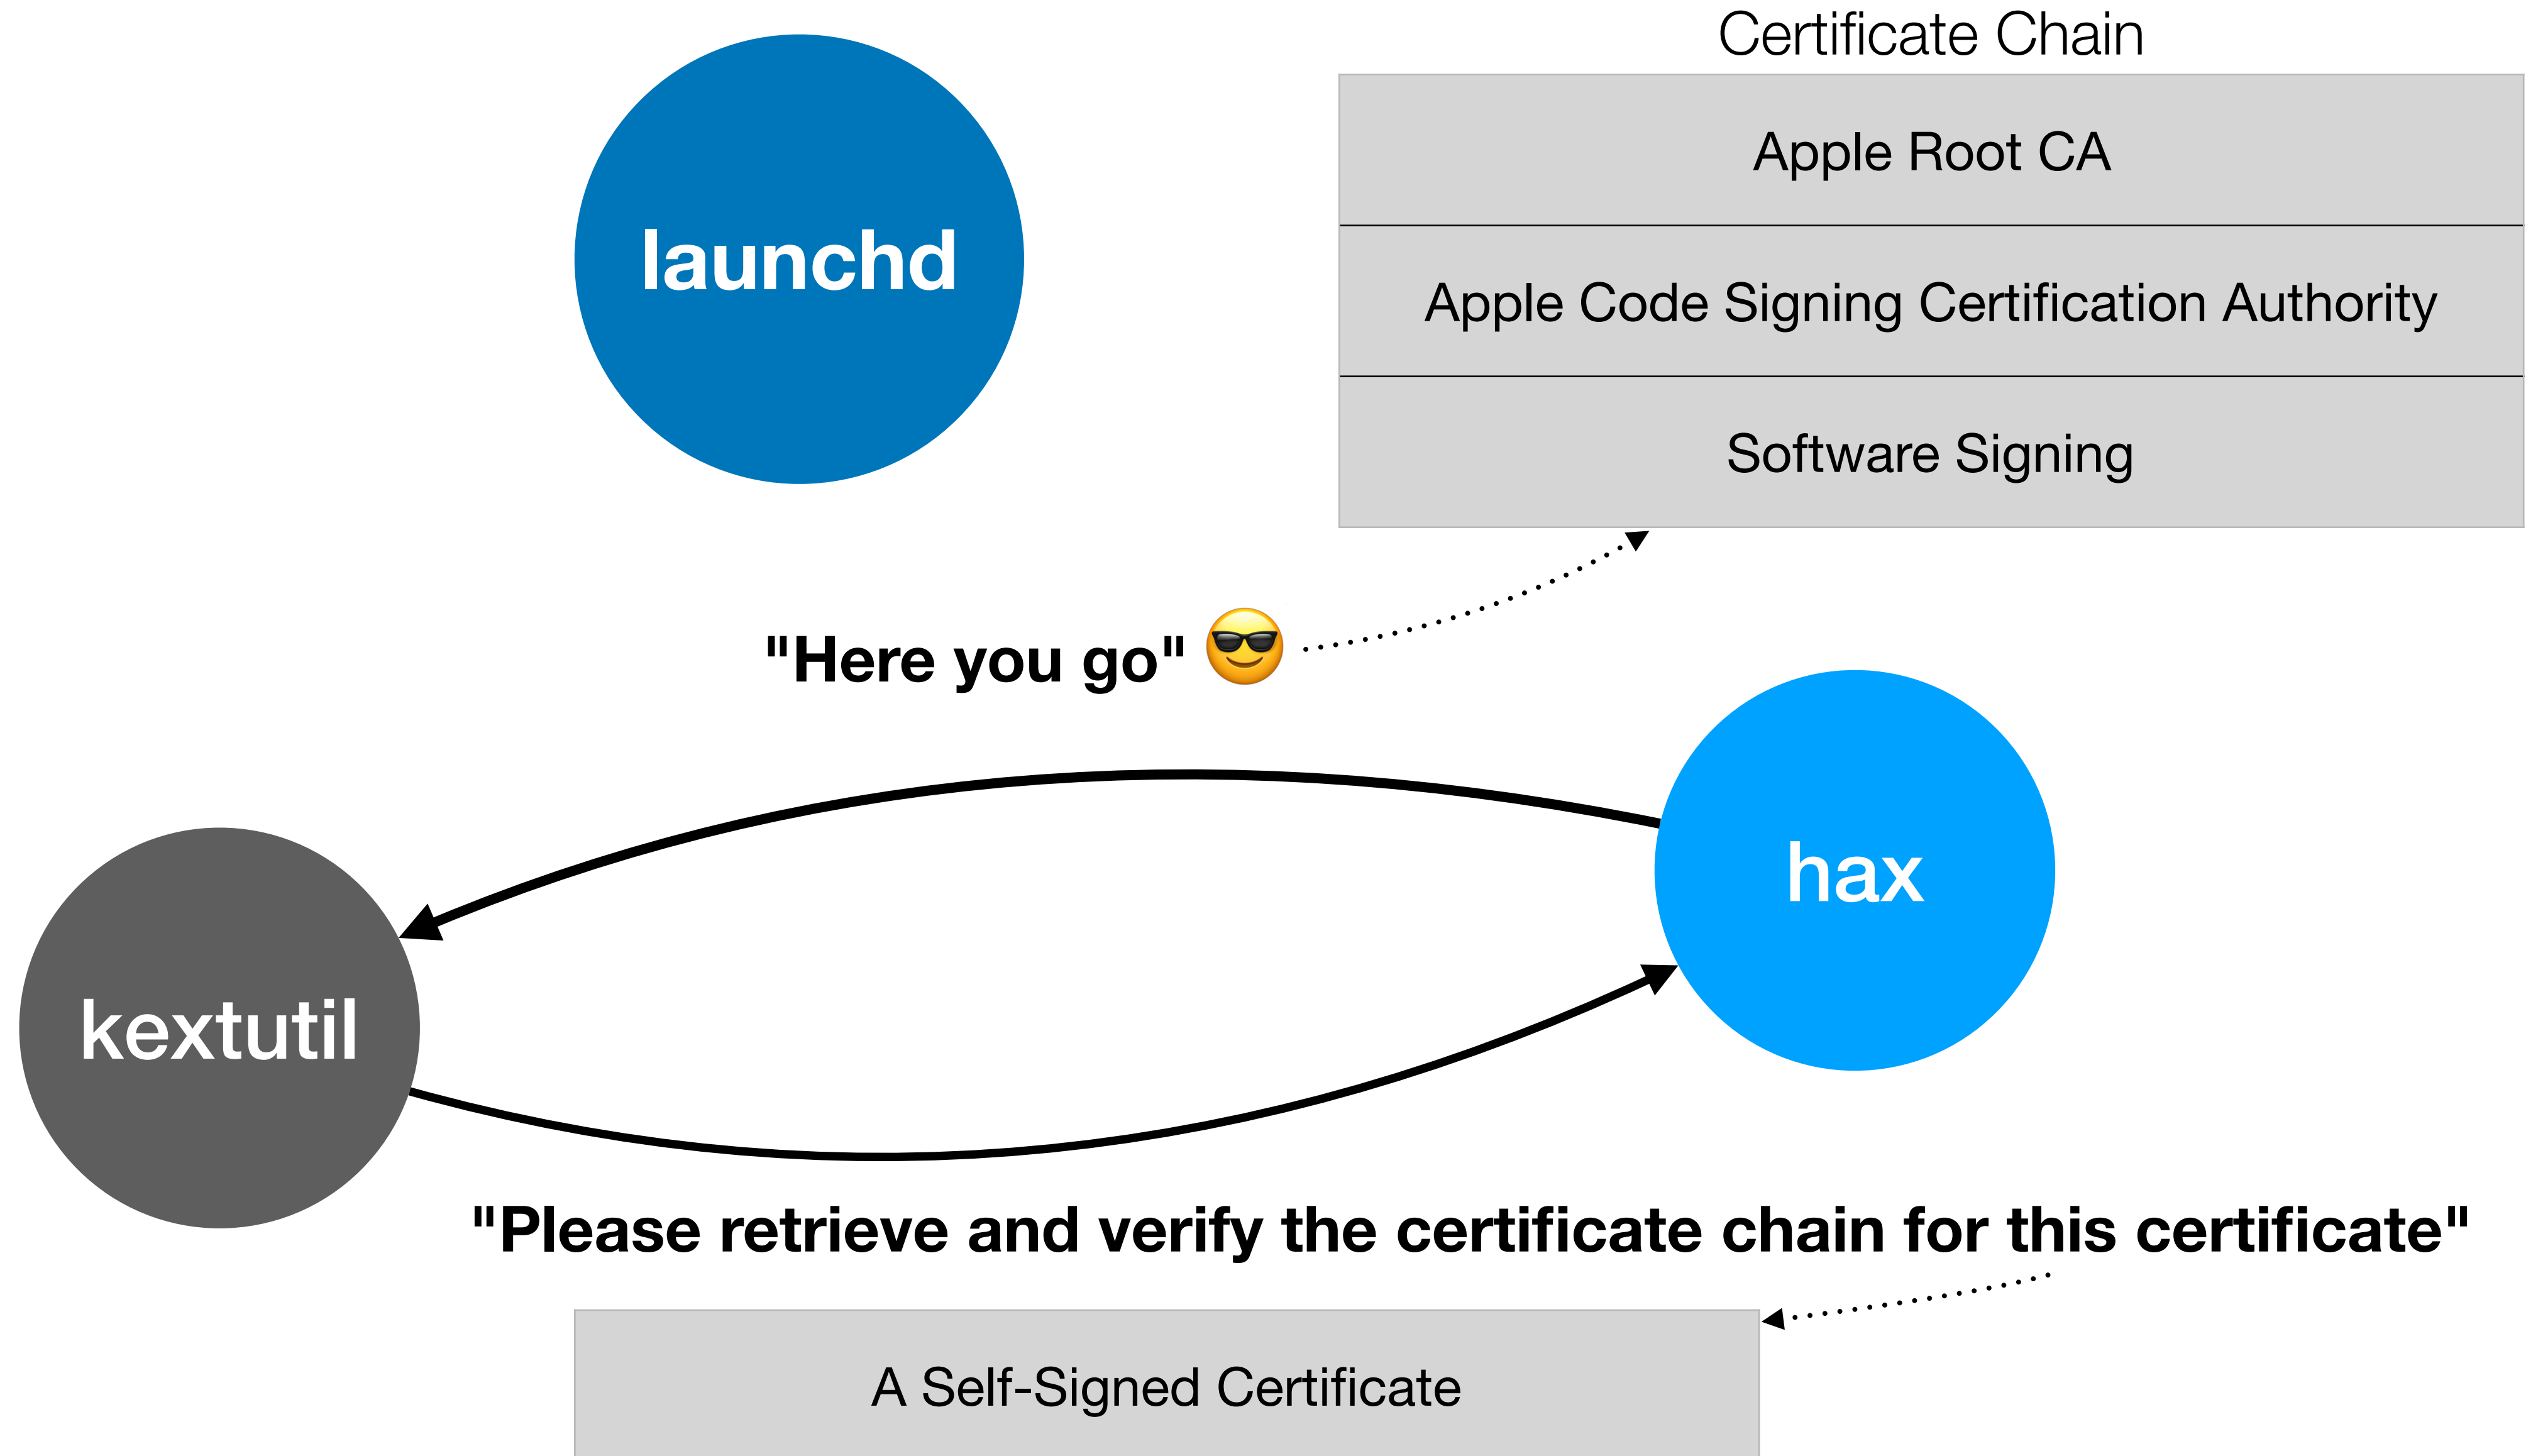 Certificate Chain
Apple Root CA
launchd
Apple Code Signing Certification Authority
Software Signing
"Here you go" 😎
hax
kextutil
"Please retrieve and verify the certificate chain for this certificate"
A Self-Signed Certificate